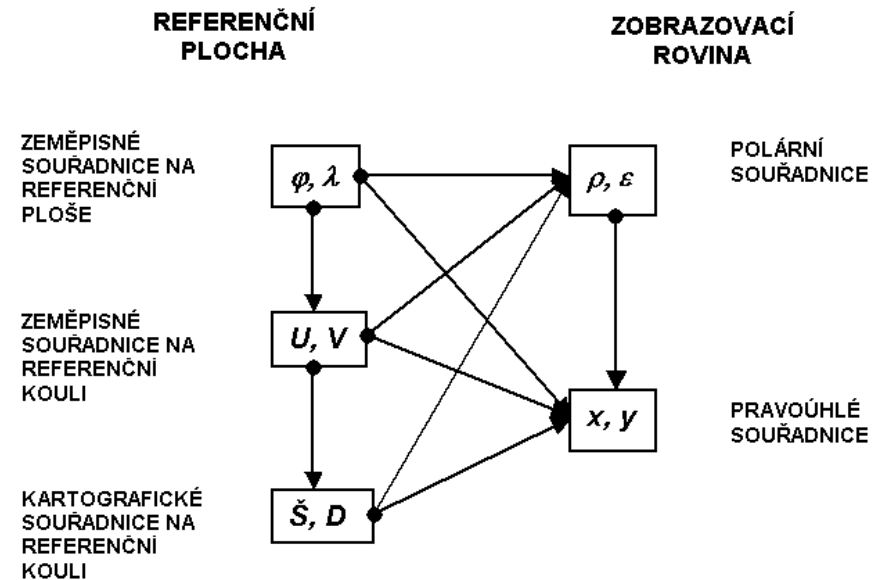 REFERENČNÍ
PLOCHA
ZOBRAZOVACÍ
ROVINA
ZEMĚPISNÉ
SOUŘADNICE NA
REFERENČNÍ
PLOŠE
φ, λ
ρ, ε
POLÁRNÍ
SOUŘADNICE
ZEMĚPISNÉ
SOUŘADNICE NA
REFERENČNÍ
KOULI
U, V
x, y
PRAVOÚHLÉ
SOUŘADNICE
KARTOGRAFICKÉ
SOUŘADNICE NA
REFERENČNÍ
KOULI
Š, D